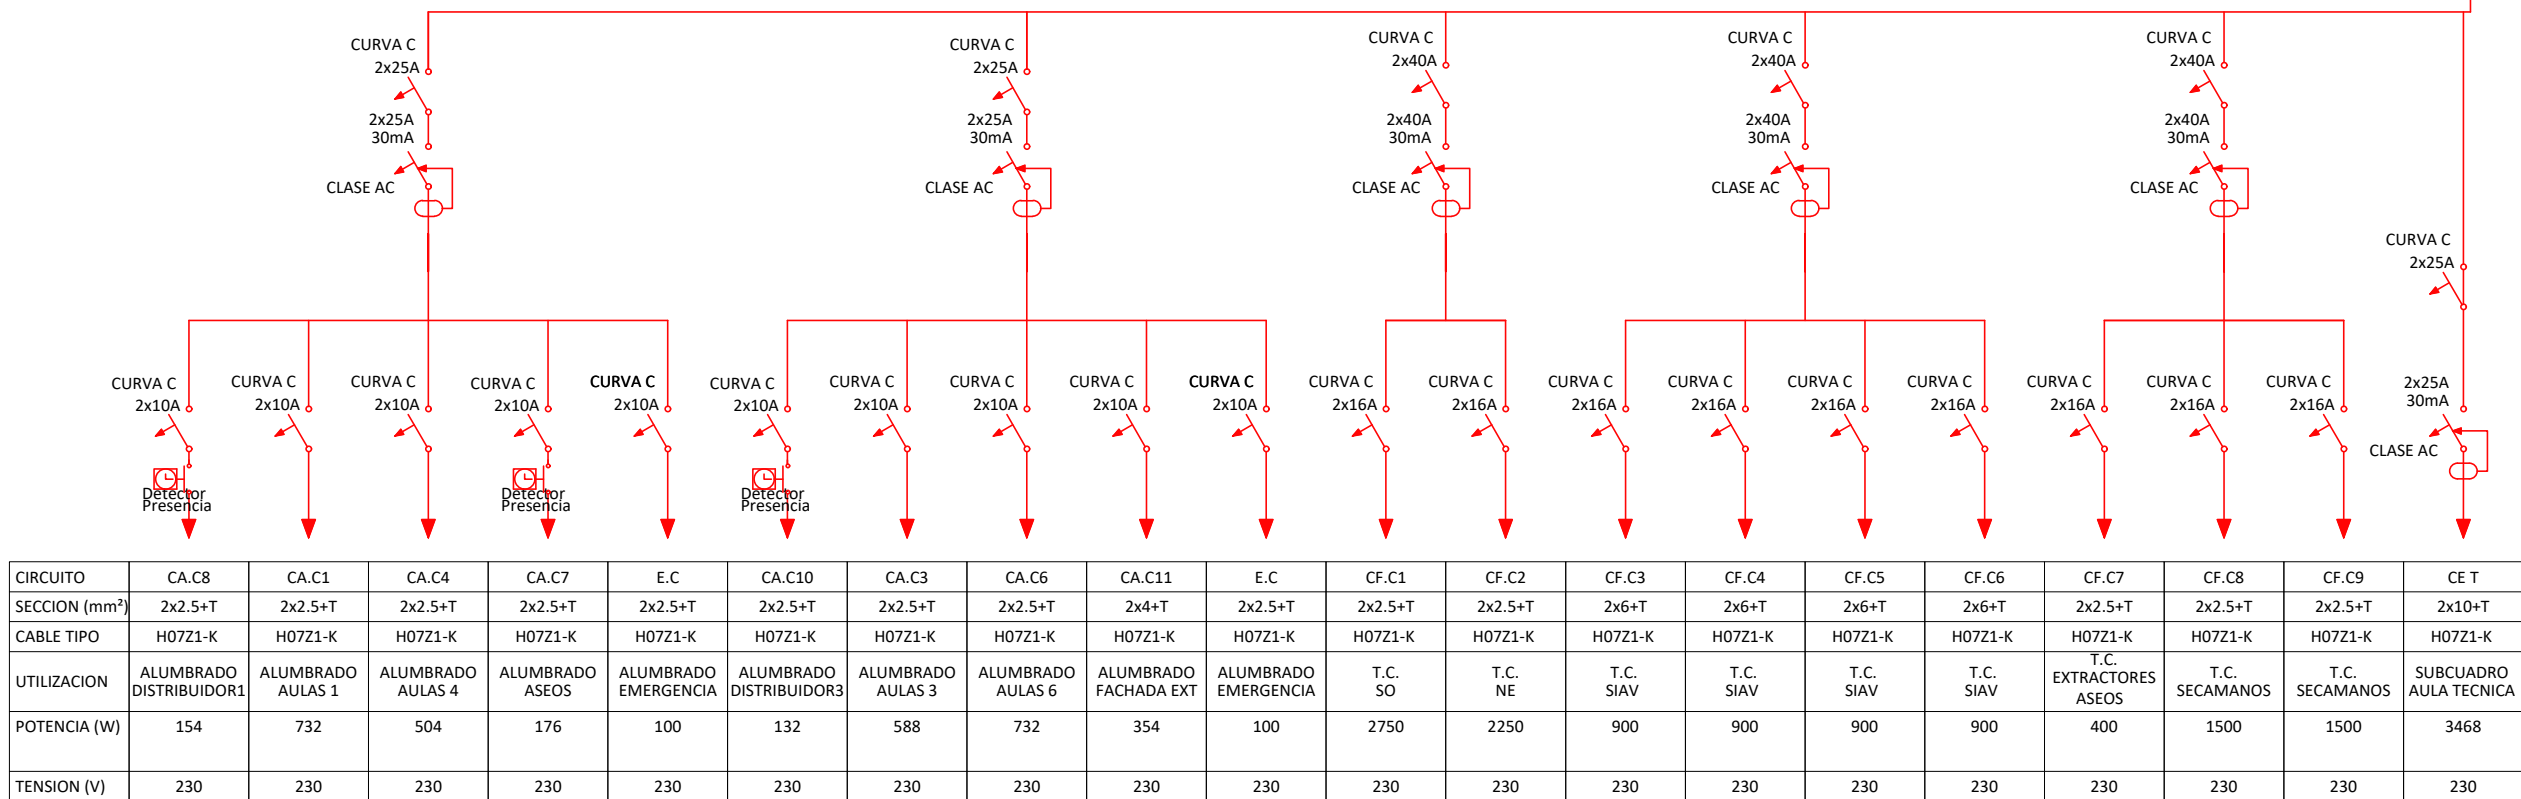 CURVA C
2x25A
2x25A
30mA
CLASE AC
CURVA C
2x25A
2x25A
30mA
CLASE AC
CURVA C
2x40A
2x40A
30mA
CLASE AC
CURVA C
2x40A
2x40A
30mA
CLASE AC
CURVA C
2x40A
2x40A
30mA
CLASE AC
CURVA C
2x25A
2x25A
30mA
CLASE AC
CURVA C
2x10A
Detector
Presencia
CURVA C
2x10A
CURVA C
2x10A
CURVA C
2x10A
Detector
Presencia
CURVA C
2x10A
CURVA C
2x10A
Detector
Presencia
CURVA C
2x10A
CURVA C
2x10A
CURVA C
2x10A
CURVA C
2x10A
CURVA C
2x16A
CURVA C
2x16A
CURVA C
2x16A
CURVA C
2x16A
CURVA C
2x16A
CURVA C
2x16A
CURVA C
2x16A
CURVA C
2x16A
CURVA C
2x16A
CIRCUITO CA.C8 CA.C1 CA.C4 CA.C7 E.C CA.C10 CA.C3 CA.C6 CA.C11 E.C CF.C1 CF.C2 CF.C3 CF.C4 CF.C5 CF.C6 CF.C7 CF.C8 CF.C9 CE T
SECCION (mm²) 2x2.5+T 2x2.5+T 2x2.5+T 2x2.5+T 2x2.5+T 2x2.5+T 2x2.5+T 2x2.5+T 2x4+T 2x2.5+T 2x2.5+T 2x2.5+T 2x6+T 2x6+T 2x6+T 2x6+T 2x2.5+T 2x2.5+T 2x2.5+T 2x10+T
CABLE TIPO H07Z1-K H07Z1-K H07Z1-K H07Z1-K H07Z1-K H07Z1-K H07Z1-K H07Z1-K H07Z1-K H07Z1-K H07Z1-K H07Z1-K H07Z1-K H07Z1-K H07Z1-K H07Z1-K H07Z1-K H07Z1-K H07Z1-K H07Z1-K
UTILIZACION
ALUMBRADO
DISTRIBUIDOR1
ALUMBRADO
AULAS 1
ALUMBRADO
AULAS 4
ALUMBRADO
ASEOS
ALUMBRADO
EMERGENCIA
ALUMBRADO
DISTRIBUIDOR3
ALUMBRADO
AULAS 3
ALUMBRADO
AULAS 6
ALUMBRADO
FACHADA EXT
ALUMBRADO
EMERGENCIA
T.C.
SO
T.C.
NE
T.C.
SIAV
T.C.
SIAV
T.C.
SIAV
T.C.
SIAV
T.C.
EXTRACTORES
ASEOS
T.C.
SECAMANOS
T.C.
SECAMANOS
SUBCUADRO
AULA TECNICA
POTENCIA (W) 154 732 504 176 100 132 588 732 354 100 2750 2250 900 900 900 900 400 1500 1500 3468
TENSION (V) 230 230 230 230 230 230 230 230 230 230 230 230 230 230 230 230 230 230 230 230